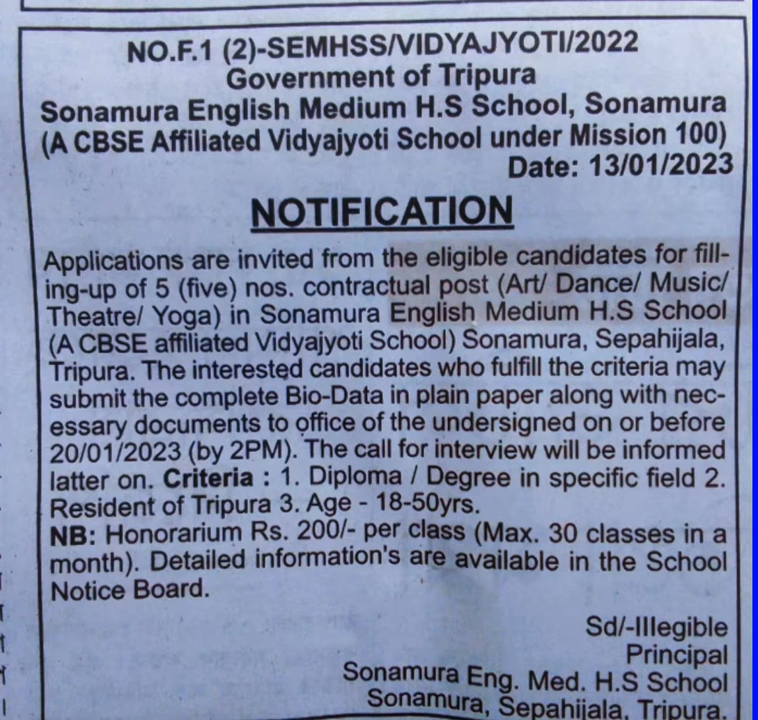 NO.F.1 (2)-SEMHSS/VIDYAJYOTI/2022
Government of Tripura
Sonamura English Medium H.S School, Sonamura
(A CBSE Affiliated Vidyajyoti School under Mission 100)
Date: 13/01/2023
NOTIFICATION
Applications are invited from the eligible candidates for fill-
ing-up of 5 (five) nos. contractual post (Art/ Dance/ Music/
Theatre/ Yoga) in Sonamura English Medium H.S School
(A CBSE affiliated Vidyajyoti School) Sonamura, Sepahijala,
Tripura. The interested candidates who fulfill the criteria may
submit the complete Bio-Data in plain paper along with nec-
essary documents to office of the undersigned on or before
20/01/2023 (by 2PM). The call for interview will be informed
latter on. Criteria : 1. Diploma / Degree in specific field 2.
Resident of Tripura 3. Age - 18-50yrs.
NB: Honorarium Rs. 200/- per class (Max. 30 classes in a
month). Detailed information's are available in the School
Notice Board.
Sd/-Illegible
Principal
Sonamura Eng. Med. H.S School
Sonamura, Sepahijala, Tripura.